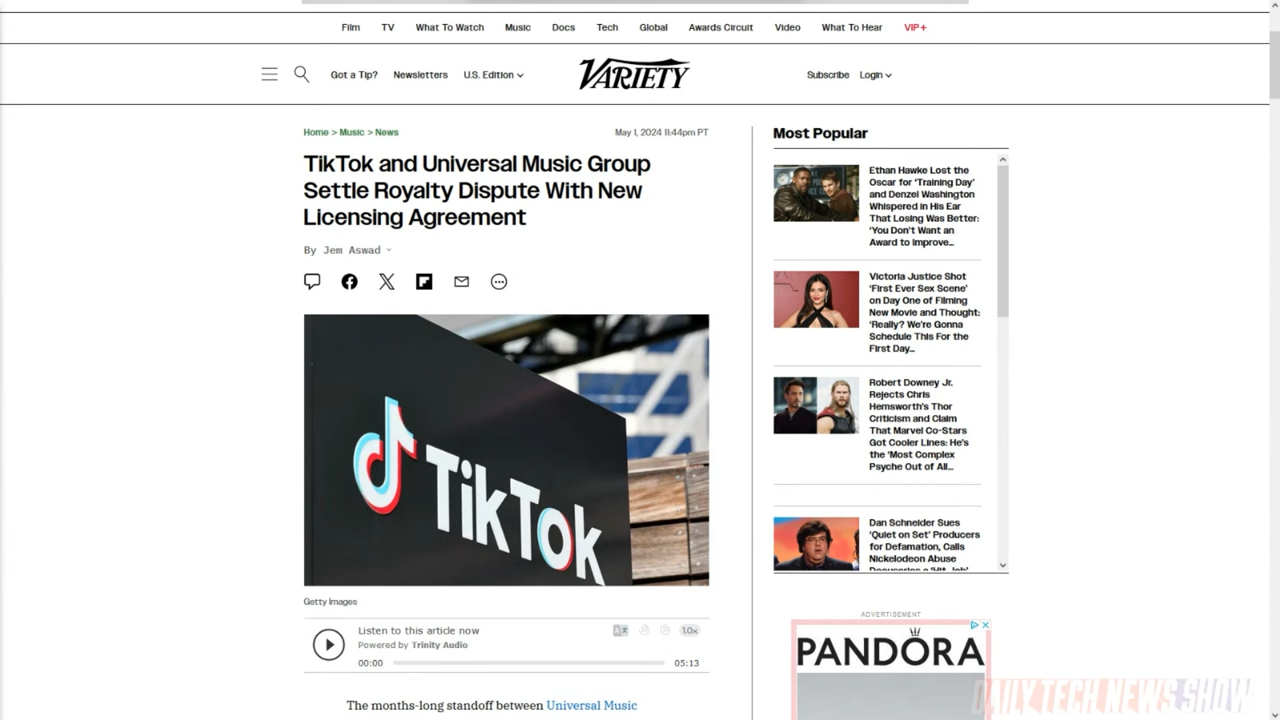 Film TV What To Watch Music Docs Tech Global Awards Circuit Video What To Hear VIP+
Got a Tip? Newsletters U.S. Edition VARIETY Subscribe Login
Home > Music > News May 1, 2024 11:44pm PT
TikTok and Universal Music Group
Settle Royalty Dispute With New
Licensing Agreement
By Jem Aswad
TikTok
Getty Images
Listen to this article now
Powered by Trinity Audio
1.0x
00:00 05:13
The months-long standoff between Universal Music
Most Popular
Ethan Hawke Lost the
Oscar for ‘Training Day’
and Denzel Washington
Whispered in His Ear
That Losing Was Better:
‘You Don’t Want an
Award to Improve…
Victoria Justice Shot
‘First Ever Sex Scene’
on Day One of Filming
New Movie and Thought:
‘Really? We’re Gonna
Schedule This For the
First Day…
Robert Downey Jr.
Rejects Chris
Hemsworth’s Thor
Criticism and Claim
That Marvel Co-Stars
Got Cooler Lines: He’s
the ‘Most Complex
Psyche Out of All…
Dan Schneider Sues
‘Quiet on Set’ Producers
for Defamation, Calls
Nickelodeon Abuse
Docuseries a ‘Hit Job’
ADVERTISEMENT
PANDORA
DAILY TECH NEWS SHOW